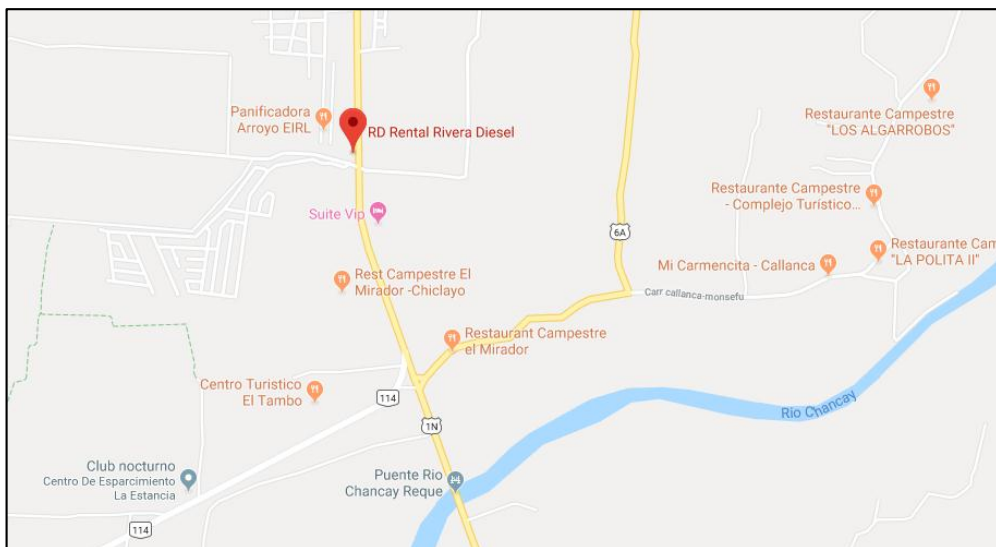 Panificadora
Arroyo EIRL
RD Rental Rivera Diesel
Restaurante Campestre
"LOS ALGARROBOS"
Suite Vip
Restaurante Campestre
- Complejo Turístico...
6A
Restaurante Cam
"LA POLITA II"
Mi Carmencita - Callanca
Rest Campestre El
Mirador -Chiclayo
Carr callanca-monsefu
Restaurant Campestre
el Mirador
Centro Turistico
El Tambo
114
1N
Rio Chancay
Club nocturno
Centro De Esparcimiento
La Estancia
Puente Rio
Chancay Reque
114